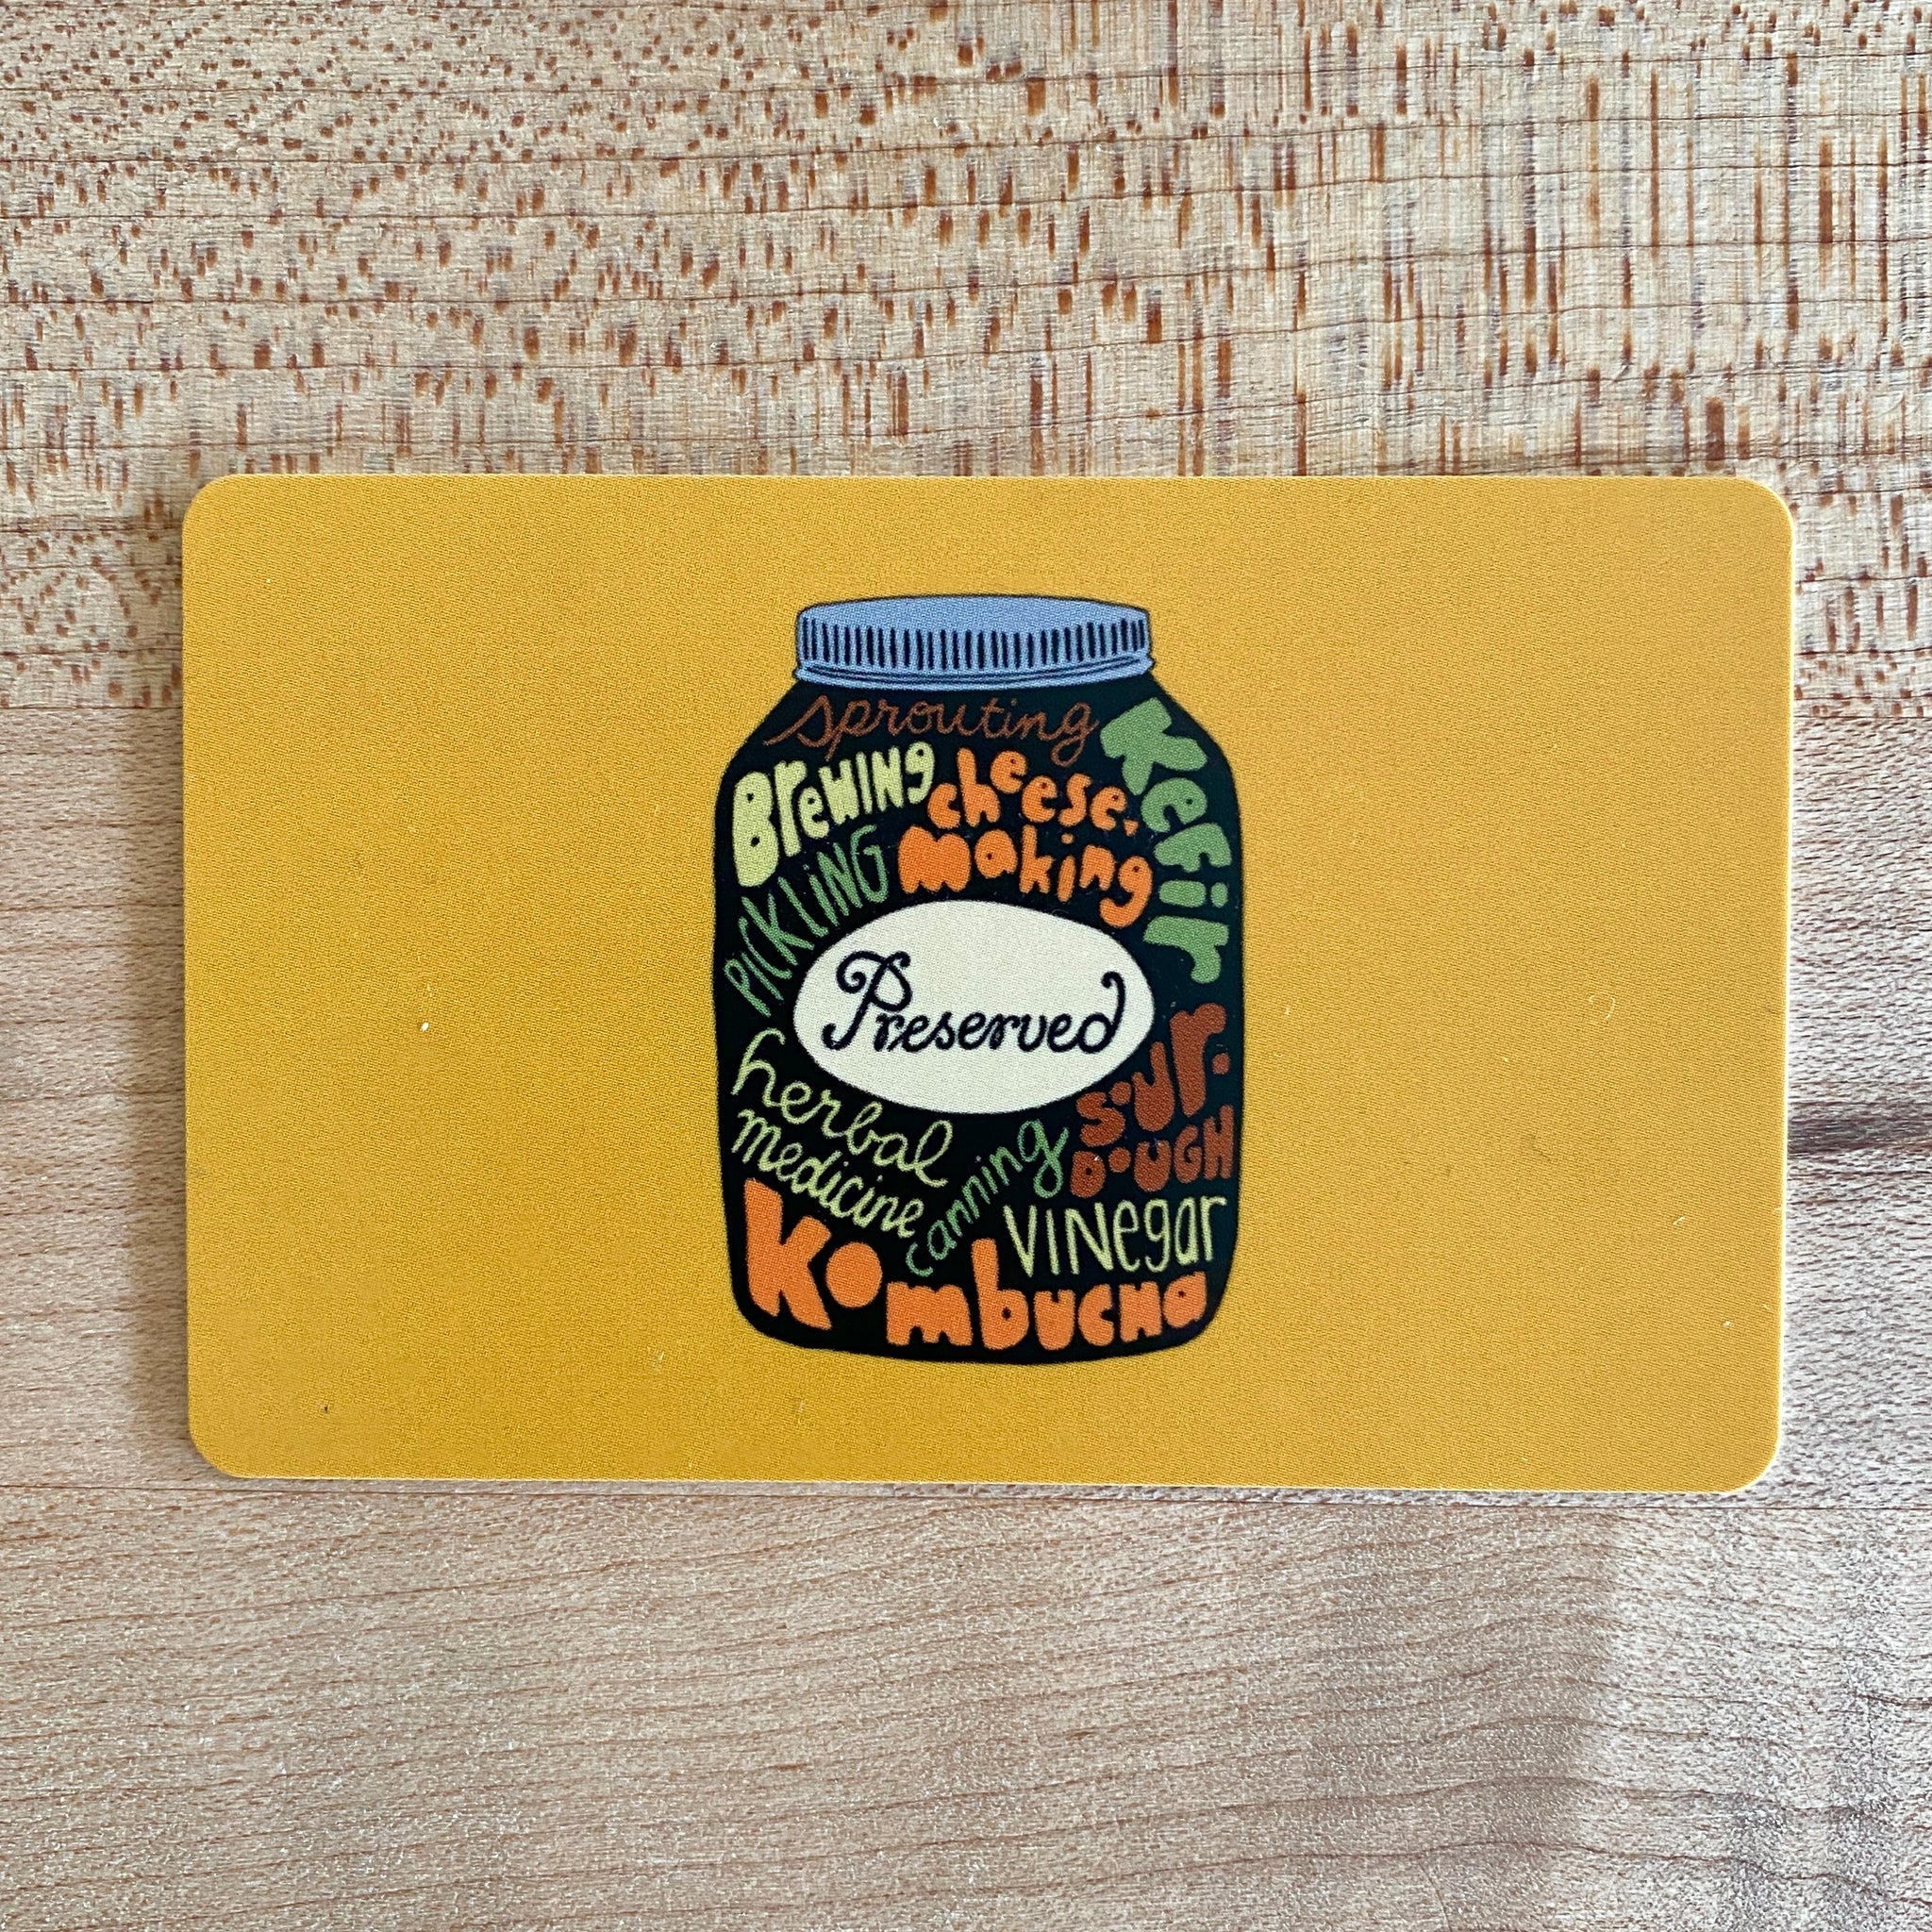 sprouting
Kefir
Brewing
cheese,
making
PICKLiNG
Preserved
herbal
medicine
canning
sour.
DOUGH
VINegar
Kombucha